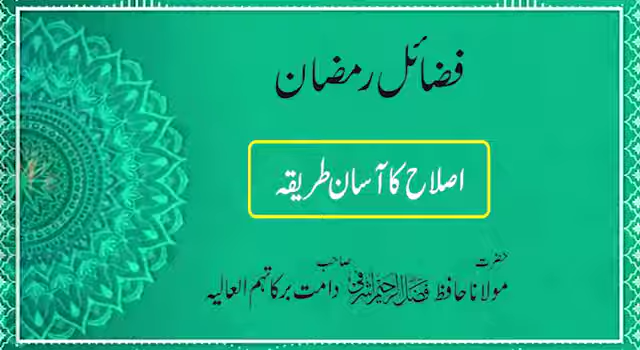 فضائل رمضان
اصلاح کا آسان طریقہ
حضرت مولانا حافظ فضل الرحیم اشرفی صاحب دامت برکاتہم العالیہ